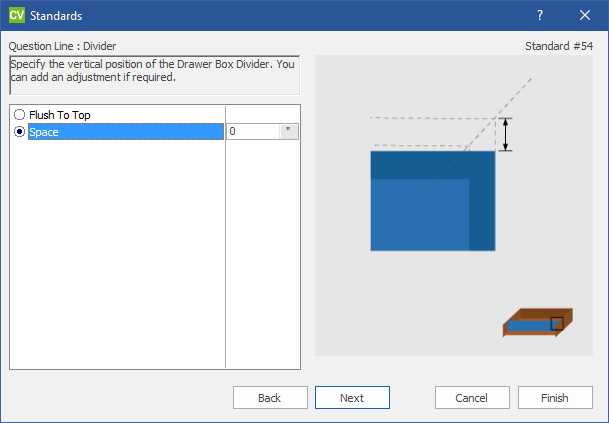 CV Standards
?
Question Line : Divider
Standard #54
Specify the vertical position of the Drawer Box Divider. You
can add an adjustment if required.
Flush To Top
Space 0 "
Back Next Cancel Finish